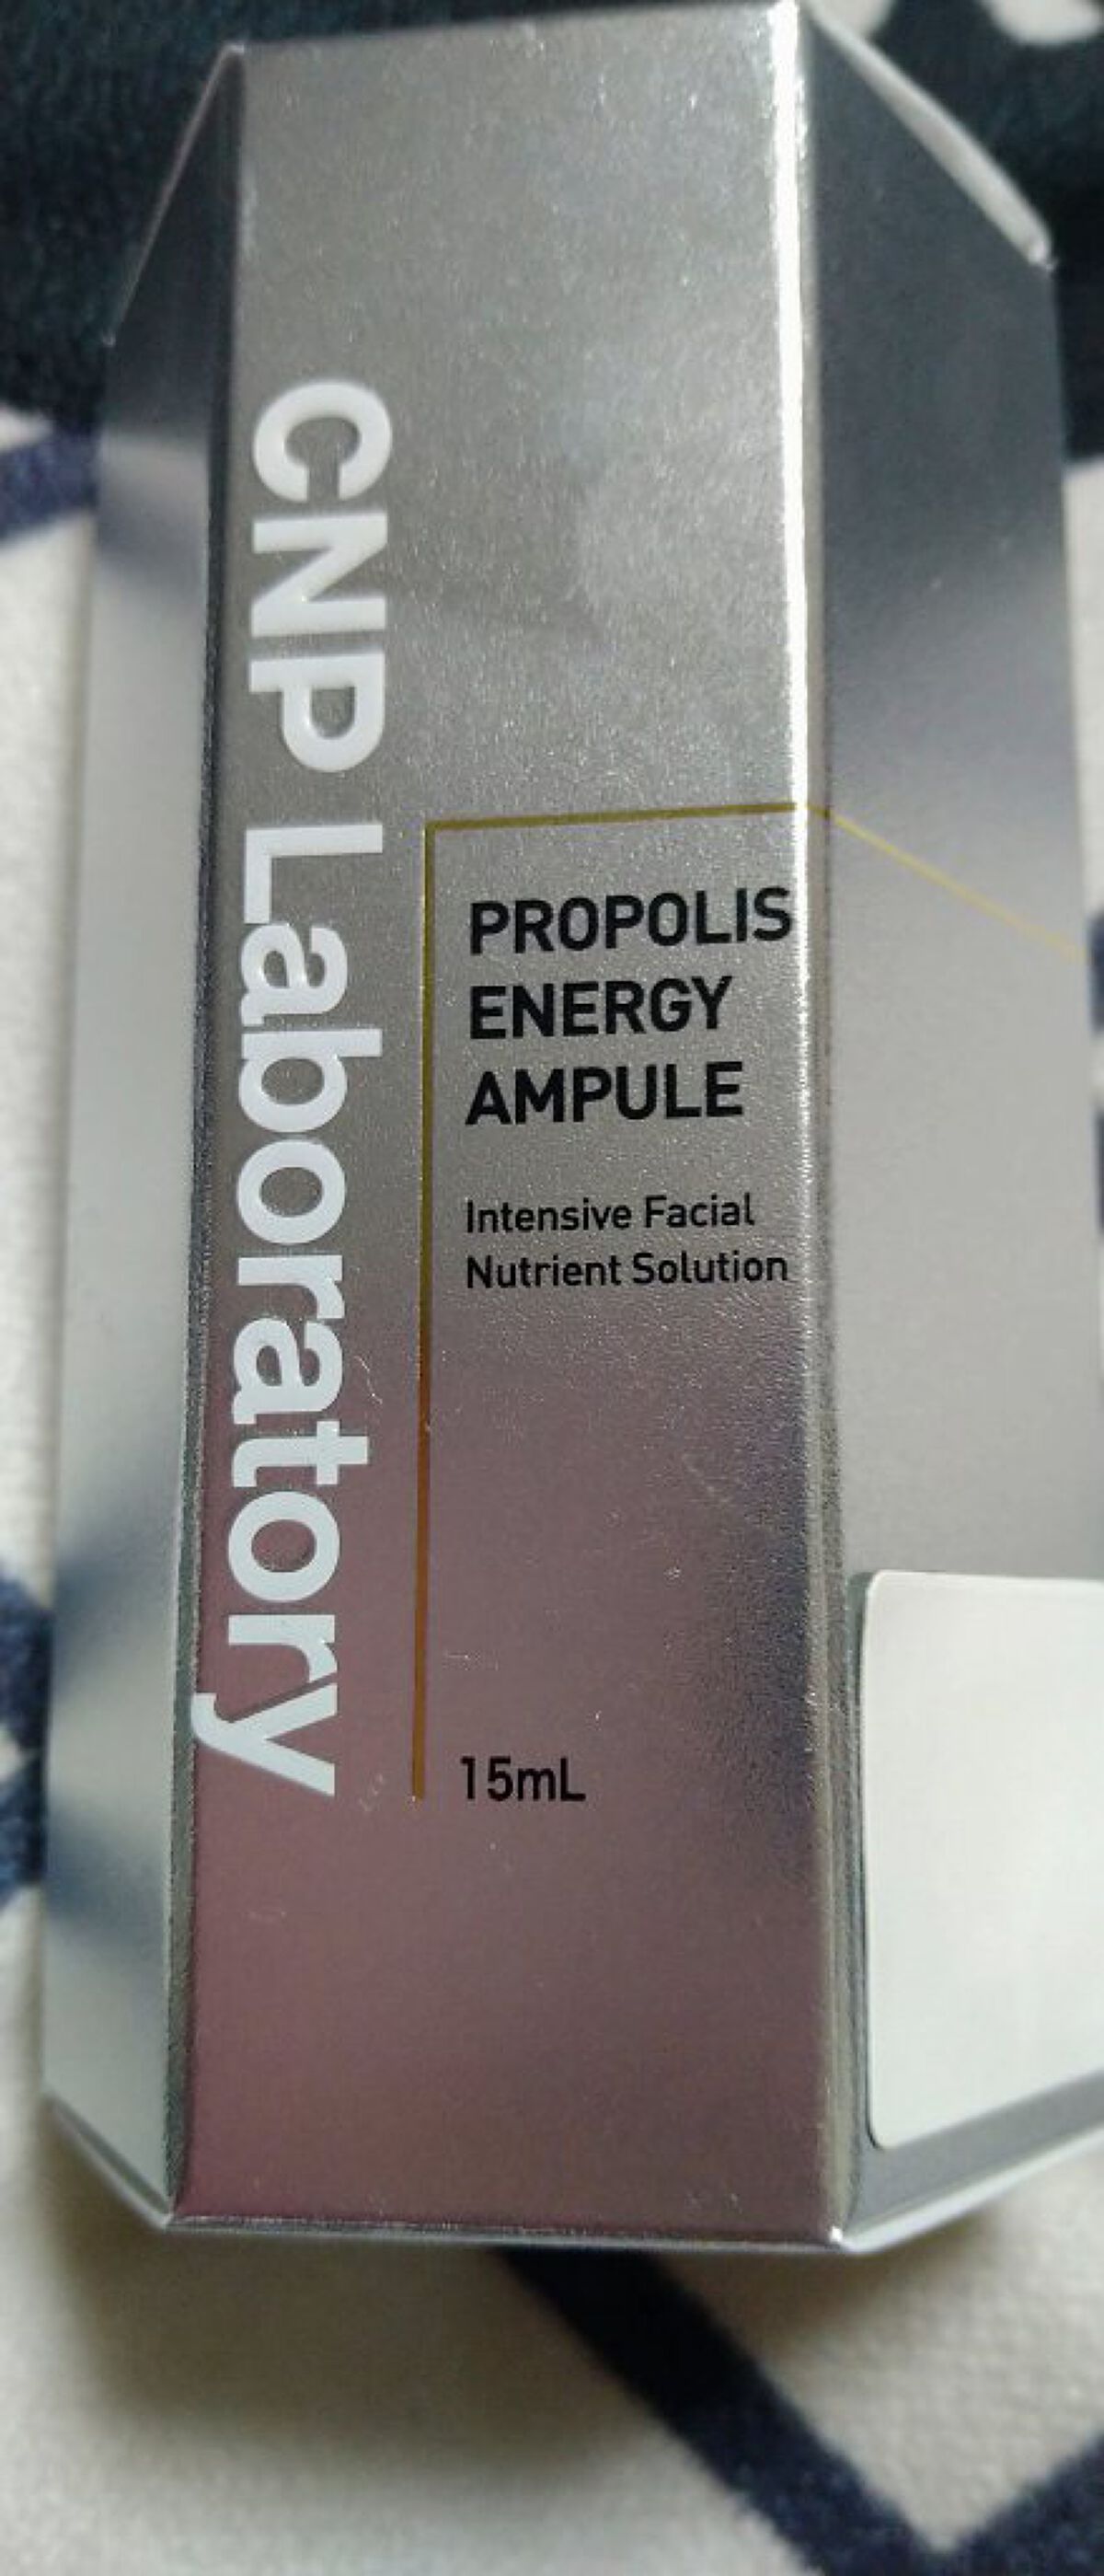 CNP Laboratory
PROPOLIS
ENERGY
AMPULE
Intensive Facial
Nutrient Solution
15mL